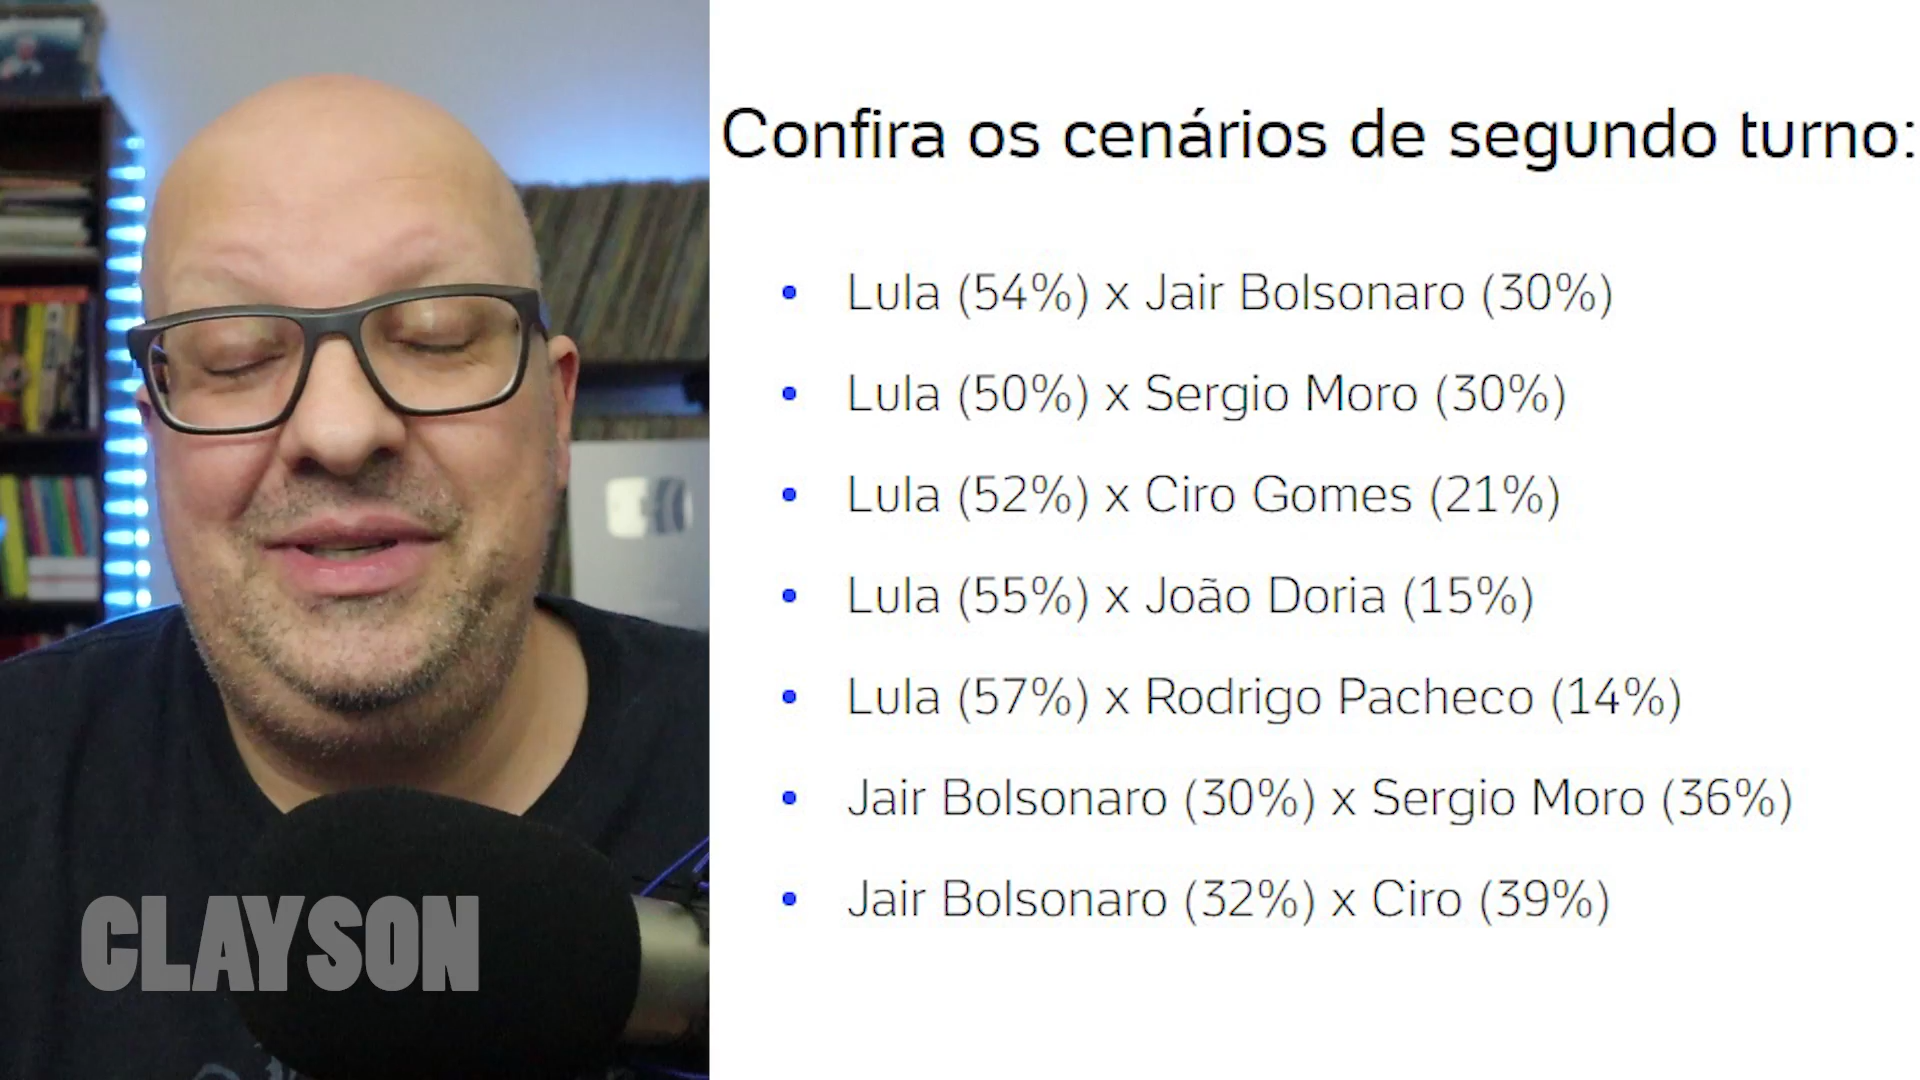 Confira os cenários de segundo turno:
• Lula (54%) x Jair Bolsonaro (30%)
• Lula (50%) x Sergio Moro (30%)
• Lula (52%) x Ciro Gomes (21%)
• Lula (55%) x João Doria (15%)
• Lula (57%) x Rodrigo Pacheco (14%)
• Jair Bolsonaro (30%) x Sergio Moro (36%)
• Jair Bolsonaro (32%) x Ciro (39%)
CLAYSON